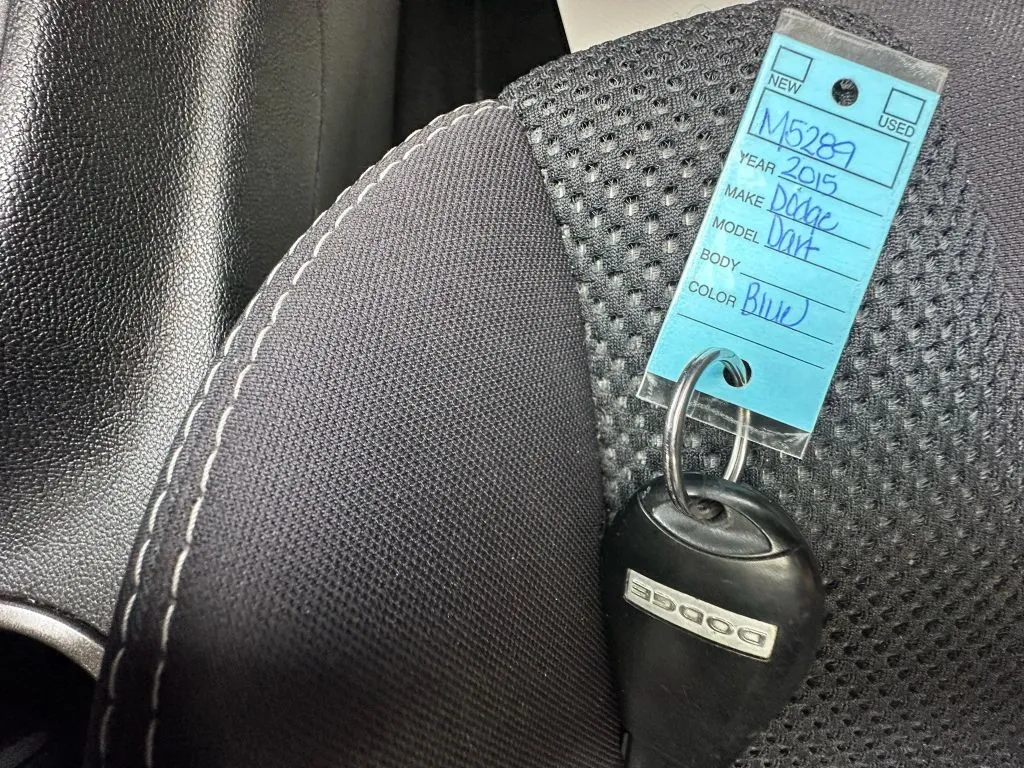 NEW
USED
M5289
YEAR 2015
MAKE Dodge
MODEL Dart
BODY
COLOR Blue
DODGE